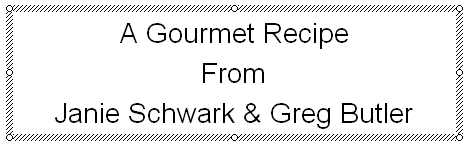 A Gourmet Recipe
From
Janie Schwark & Greg Butler